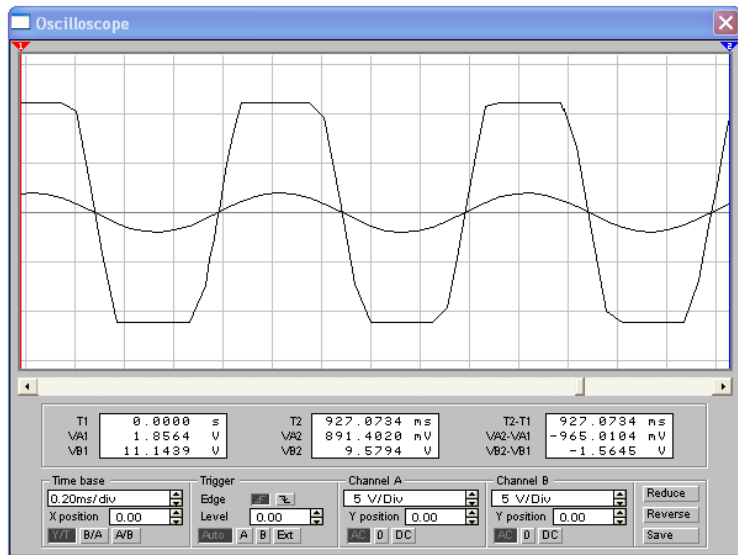 Oscilloscope
1 2
T1 0.0000 s T2 927.0734 ms T2-T1 927.0734 ms
VA1 1.8564 V VA2 891.4020 mV VA2-VA1 -965.0104 mV
VB1 11.1439 V VB2 9.5794 V VB2-VB1 -1.5645 V
Time base Trigger Channel A Channel B
0.20ms/div Edge 5 V/Div 5 V/Div Reduce
X position 0.00 Level 0.00 Y position 0.00 Y position 0.00 Reverse
Y/T B/A A/B Auto A B Ext AC 0 DC AC 0 DC Save